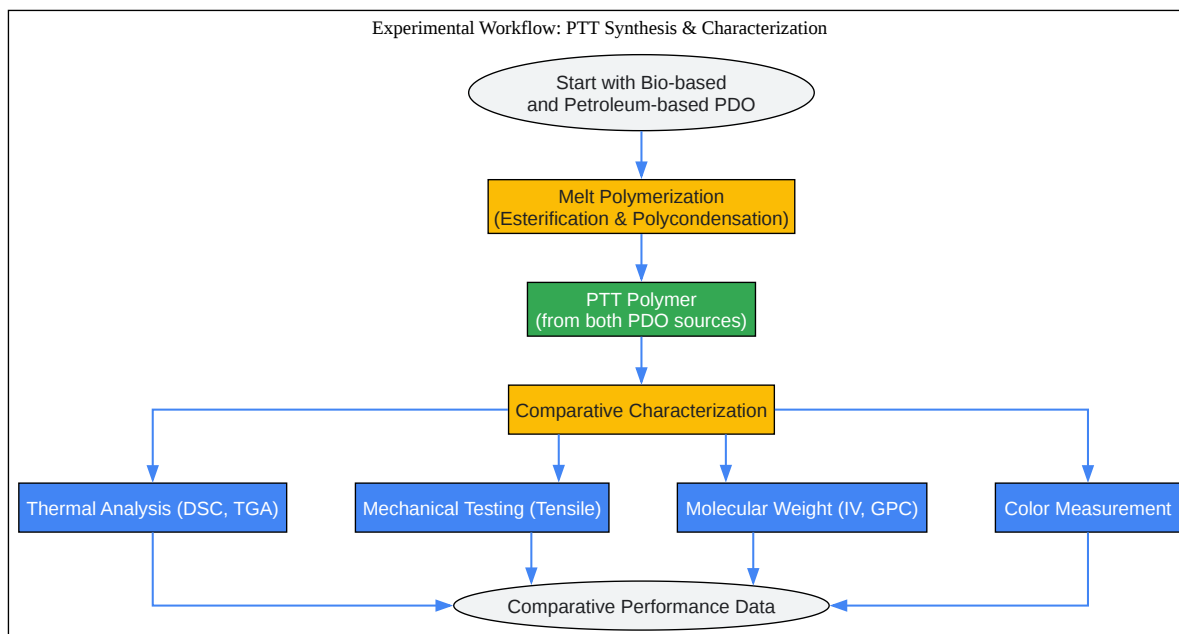 Experimental Workflow: PTT Synthesis & Characterization
Start with Bio-based
and Petroleum-based PDO
Melt Polymerization
(Esterification & Polycondensation)
PTT Polymer
(from both PDO sources)
Comparative Characterization
Thermal Analysis (DSC, TGA)
Mechanical Testing (Tensile)
Molecular Weight (IV, GPC)
Color Measurement
Comparative Performance Data